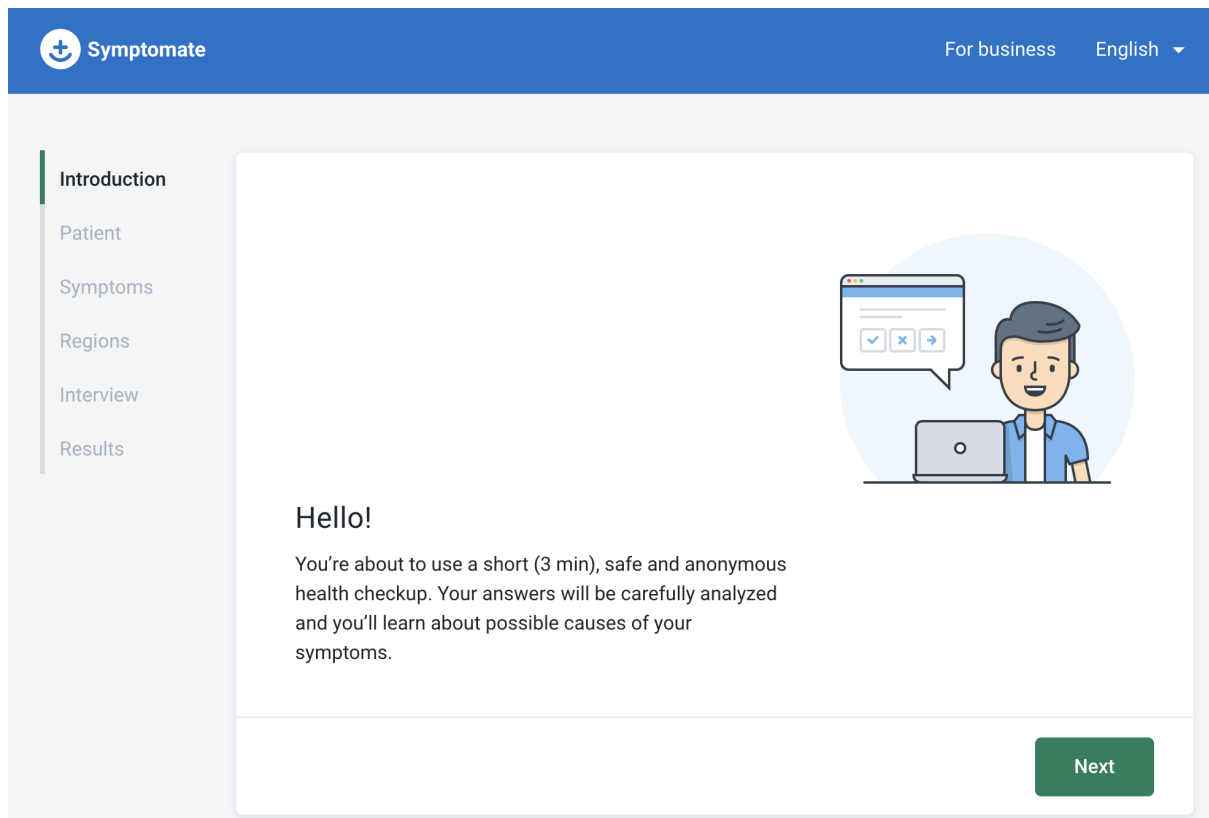 Symptomate
For business
English
Introduction
Patient
Symptoms
Regions
Interview
Results
Hello!
You’re about to use a short (3 min), safe and anonymous
health checkup. Your answers will be carefully analyzed
and you’ll learn about possible causes of your
symptoms.
Next